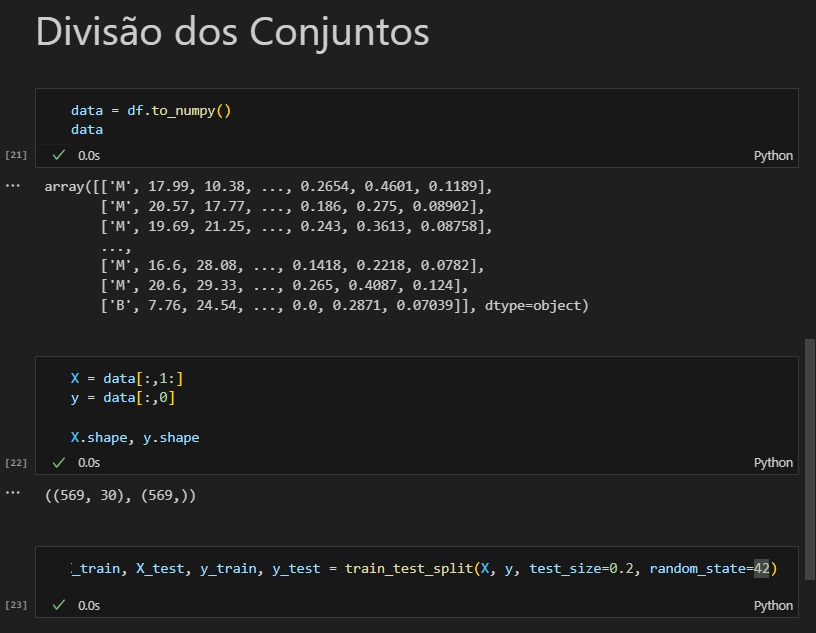 Divisão dos Conjuntos
data = df.to_numpy()
data
[21] ✓ 0.0s Python
... array([['M', 17.99, 10.38, ..., 0.2654, 0.4601, 0.1189],
['M', 20.57, 17.77, ..., 0.186, 0.275, 0.08902],
['M', 19.69, 21.25, ..., 0.243, 0.3613, 0.08758],
...,
['M', 16.6, 28.08, ..., 0.1418, 0.2218, 0.0782],
['M', 20.6, 29.33, ..., 0.265, 0.4087, 0.124],
['B', 7.76, 24.54, ..., 0.0, 0.2871, 0.07039]], dtype=object)
X = data[:,1:]
y = data[:,0]
X.shape, y.shape
[22] ✓ 0.0s Python
... ((569, 30), (569,))
_train, X_test, y_train, y_test = train_test_split(X, y, test_size=0.2, random_state=42)
[23] ✓ 0.0s Python